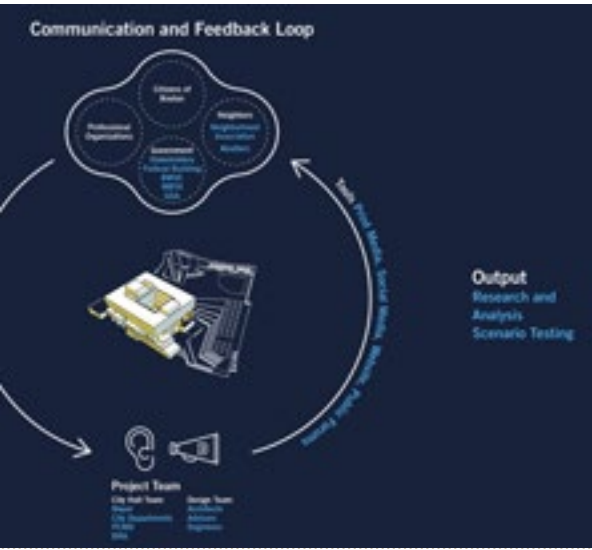 Communication and Feedback Loop
Citizens of
Boston
Professional
Organizations
Neighbors
Neighborhood
Association
Government
Stakeholders
Federal Building
Tools Print Media, Social Media, Website, Public Forums
Output
Research and
Analysis
Scenario Testing
Project Team
City Hall Team
Mayor
City Departments
Design Team
Architects
Advisors
Engineers